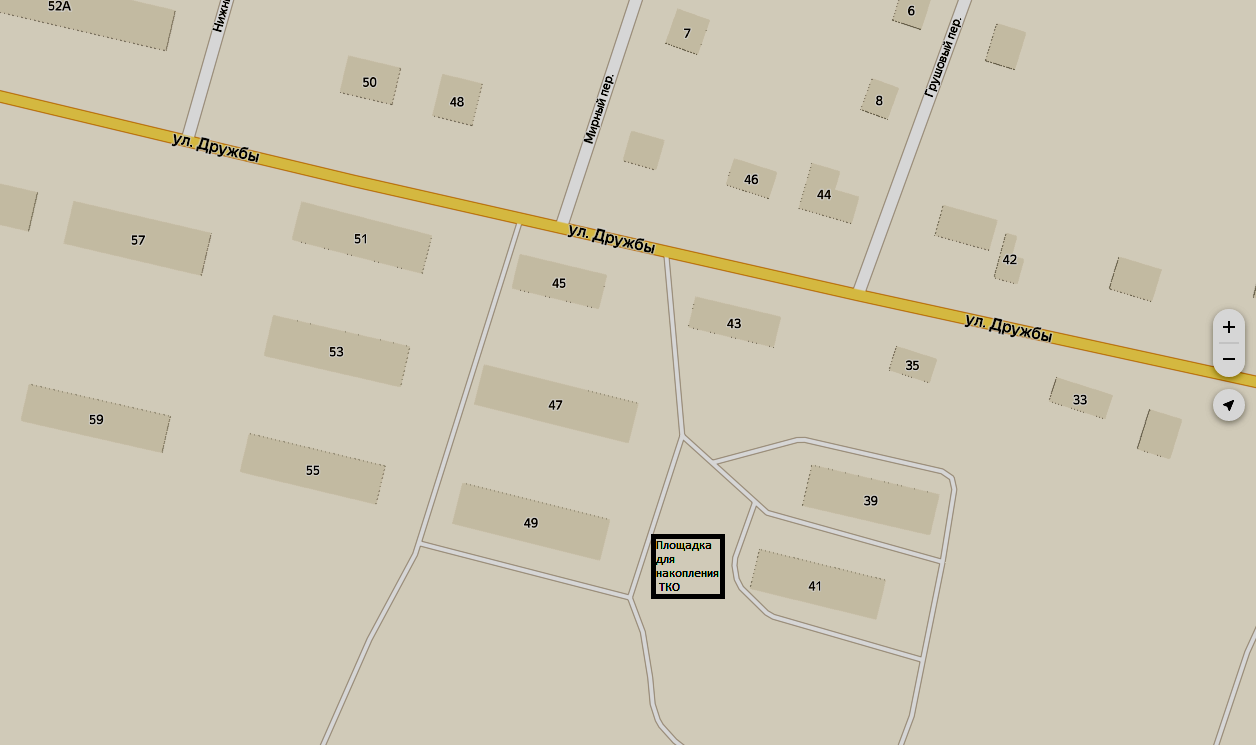 52А
Нижн
7
6
Грушовый пер.
50
48
Мирный пер.
8
ул. Дружбы
46
44
57
51
ул. Дружбы
42
45
43
ул. Дружбы
+
−
53
35
59
47
33
55
49
39
Площадка
для
накопления
ТКО
41